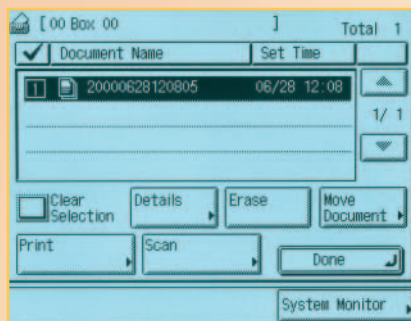 [ 00 Box 00 ] Total 1
Document Name Set Time
1 20000628120805 06/28 12:08
1/ 1
Clear Selection Details Erase Move Document
Print Scan Done
System Monitor